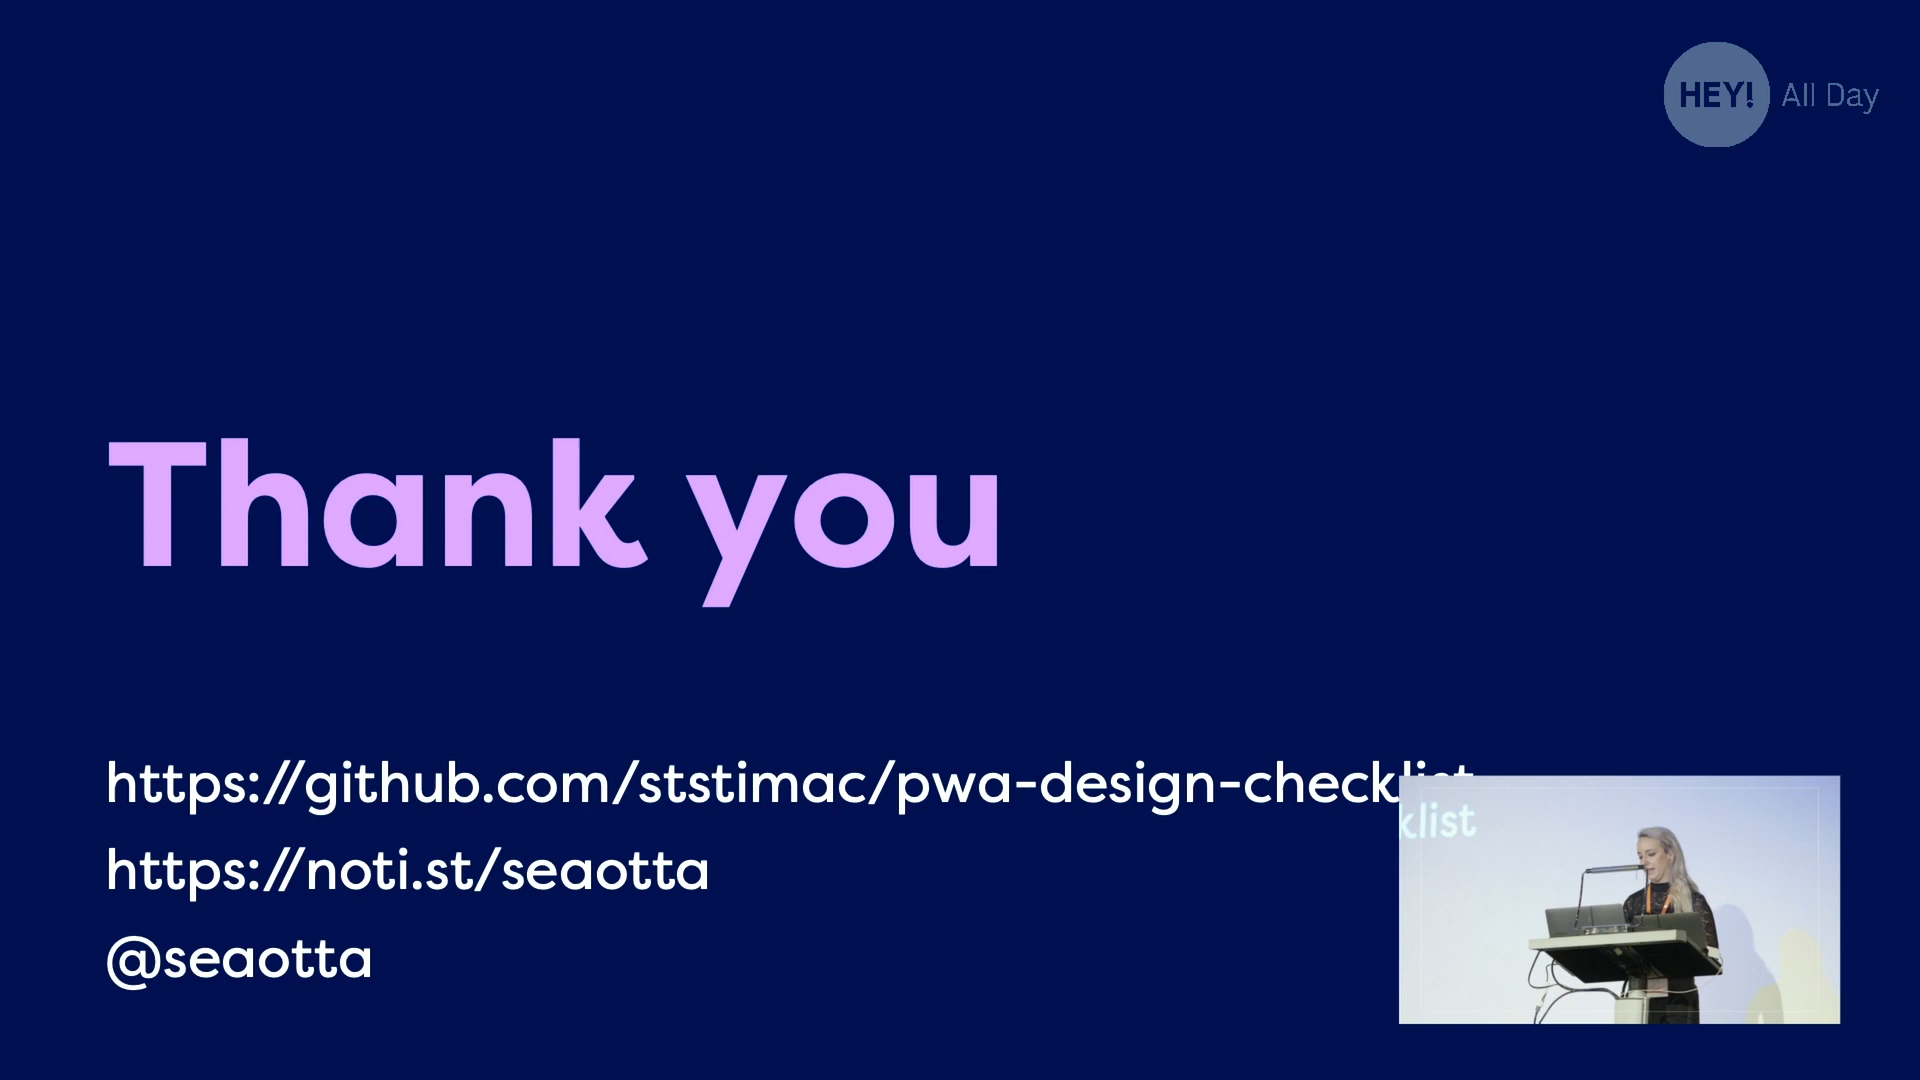 HEY! All Day
Thank you
https://github.com/ststimac/pwa-design-checklist
klist
https://noti.st/seaotta
@seaotta